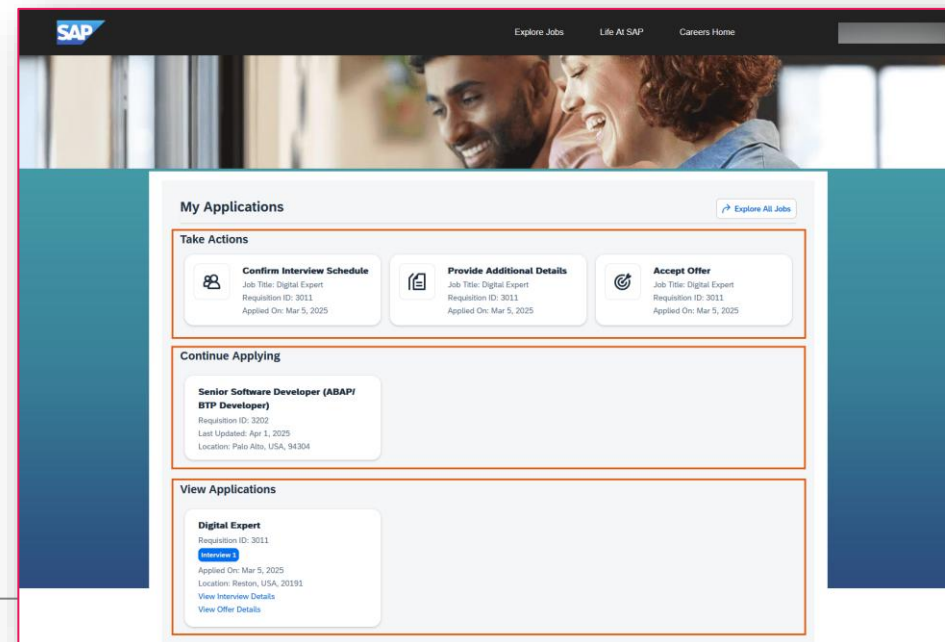 SAP
Explore Jobs Life At SAP Careers Home
My Applications
Explore All Jobs
Take Actions
Confirm Interview Schedule
Job Title: Digital Expert
Requisition ID: 3011
Applied On: Mar 5, 2025
Provide Additional Details
Job Title: Digital Expert
Requisition ID: 3011
Applied On: Mar 5, 2025
Accept Offer
Job Title: Digital Expert
Requisition ID: 3011
Applied On: Mar 5, 2025
Continue Applying
Senior Software Developer (ABAP/
BTP Developer)
Requisition ID: 3202
Last Updated: Apr 1, 2025
Location: Palo Alto, USA, 94304
View Applications
Digital Expert
Requisition ID: 3011
Interview 1
Applied On: Mar 5, 2025
Location: Reston, USA, 20191
View Interview Details
View Offer Details